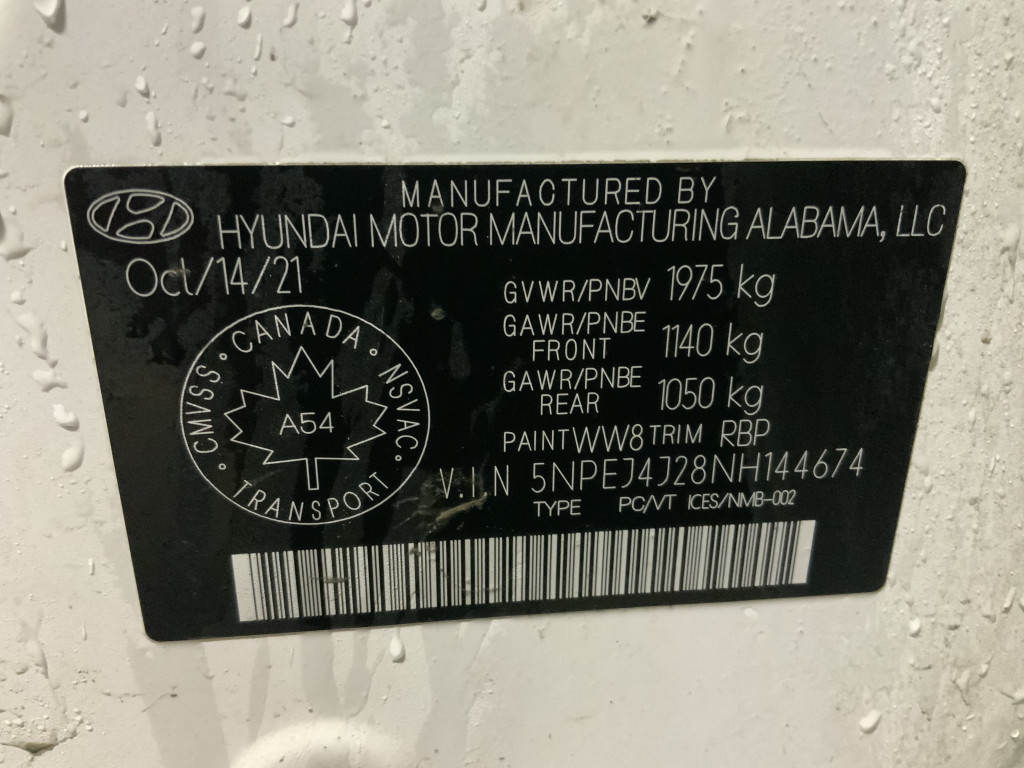 MANUFACTURED BY
HYUNDAI MOTOR MANUFACTURING ALABAMA, LLC
Oct/14/21
GVWR/PNBV 1975 kg
GAWR/PNBE
FRONT 1140 kg
GAWR/PNBE
REAR 1050 kg
PAINT WW8 TRIM RBP
V.I N 5NPEJ4J28NH144674
TYPE PC/VT ICES/NMB-002
CANADA
CMVSS • NSVAC
A54
TRANSPORT